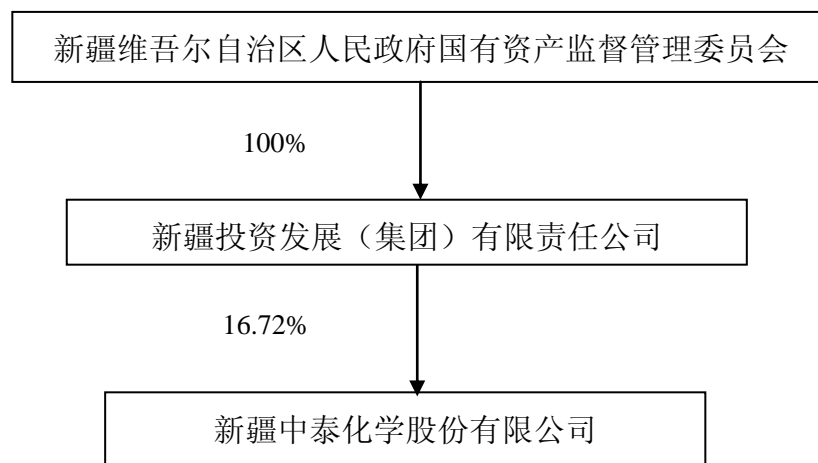 新疆维吾尔自治区人民政府国有资产监督管理委员会
100%
新疆投资发展（集团）有限责任公司
16.72%
新疆中泰化学股份有限公司